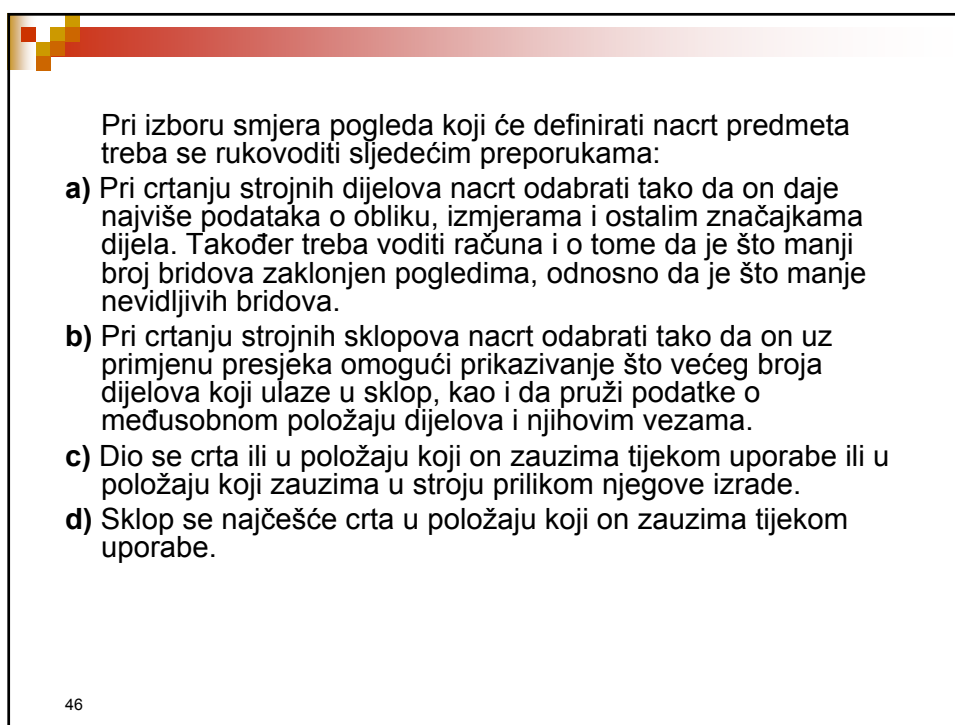 Pri izboru smjera pogleda koji će definirati nacrt predmeta
treba se rukovoditi sljedećim preporukama:
a) Pri crtanju strojnih dijelova nacrt odabrati tako da on daje
najviše podataka o obliku, izmjerama i ostalim značajkama
dijela. Također treba voditi računa i o tome da je što manji
broj bridova zaklonjen pogledima, odnosno da je što manje
nevidljivih bridova.
b) Pri crtanju strojnih sklopova nacrt odabrati tako da on uz
primjenu presjeka omogući prikazivanje što većeg broja
dijelova koji ulaze u sklop, kao i da pruži podatke o
međusobnom položaju dijelova i njihovim vezama.
c) Dio se crta ili u položaju koji on zauzima tijekom uporabe ili u
položaju koji zauzima u stroju prilikom njegove izrade.
d) Sklop se najčešće crta u položaju koji on zauzima tijekom
uporabe.
46